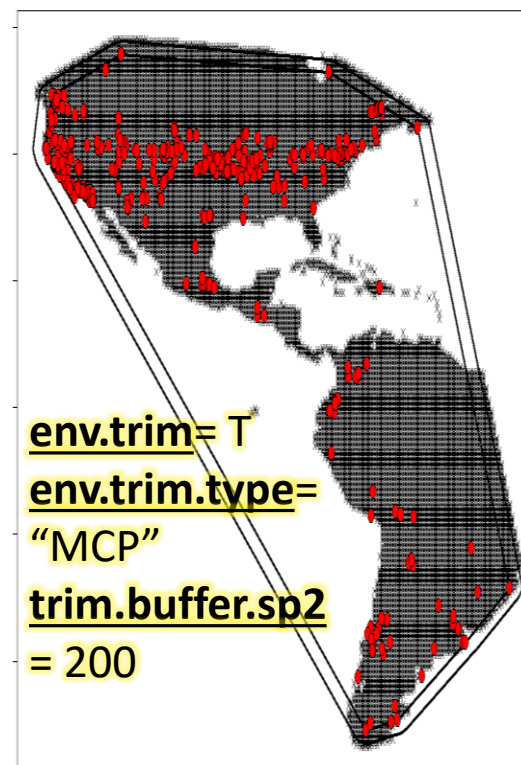 env.trim= T
env.trim.type=
“MCP”
trim.buffer.sp2
= 200